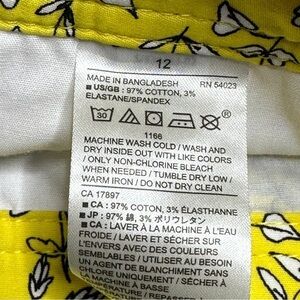 12
MADE IN BANGLADESH RN 54023
■ US/GB : 97% COTTON, 3%
ELASTANE/SPANDEX
30
1166
MACHINE WASH COLD / WASH AND
DRY INSIDE OUT WITH LIKE COLORS
/ ONLY NON-CHLORINE BLEACH
WHEN NEEDED / TUMBLE DRY LOW /
WARM IRON / DO NOT DRY CLEAN
CA 17897
■ CA : 97% COTON, 3% ÉLASTHANNE
■ JP : 97% 綿, 3% ポリウレタン
■ CA : LAVER À LA MACHINE ET À
L'EAU FROIDE / LAVER ET SÉCHER
À L'ENVERS AVEC DES COULEURS
SEMBLABLES / UTILISER AU BESOIN
UN AGENT DE BLANCHIMENT SANS
CHLORE UNIQUEMENT / SÉCHER